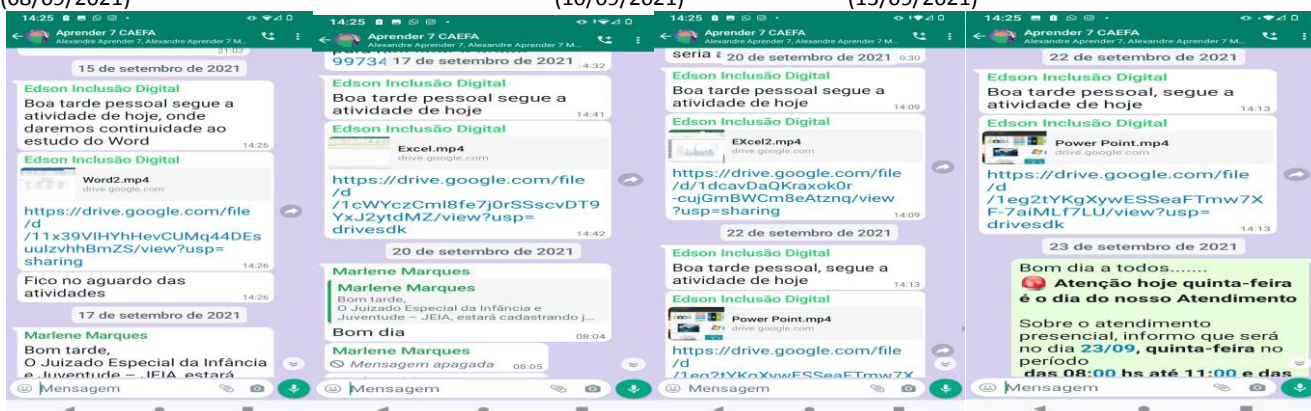 (08/09/2021)
(10/09/2021)
(13/09/2021)
14:25
Aprender 7 CAEFA
Alexandre Aprender 7, Alexandre Aprender 7 M...
21:02
15 de setembro de 2021
Edson Inclusão Digital
Boa tarde pessoal segue a
atividade de hoje, onde
daremos continuidade ao
estudo do Word
14:26
Edson Inclusão Digital
Word2.mp4
drive.google.com
https://drive.google.com/file
/d
/11x39VIHYhHevCUMq44DEs
uulzvhhBmZS/view?usp=
sharing
14:26
Fico no aguardo das
atividades
14:26
17 de setembro de 2021
Marlene Marques
Bom tarde,
O Juizado Especial da Infância
e Juventude – JEIA, estará
Mensagem
14:25
Aprender 7 CAEFA
Alexandre Aprender 7, Alexandre Aprender 7 M...
99734 17 de setembro de 2021 4:32
Edson Inclusão Digital
Boa tarde pessoal segue a
atividade de hoje
14:41
Edson Inclusão Digital
Excel.mp4
drive.google.com
https://drive.google.com/file
/d
/1cWYczCml8fe7j0rSSscvDT9
YxJ2ytdMZ/view?usp=
drivesdk
14:42
20 de setembro de 2021
Marlene Marques
Marlene Marques
Bom tarde,
O Juizado Especial da Infância e
Juventude – JEIA, estará cadastrando j...
Bom dia
08:04
Marlene Marques
Mensagem apagada 08:05
Mensagem
14:25
Aprender 7 CAEFA
Alexandre Aprender 7, Alexandre Aprender 7 M...
seria 20 de setembro de 2021 0:30
Edson Inclusão Digital
Boa tarde pessoal segue a
atividade de hoje
14:09
Edson Inclusão Digital
EXcel2.mp4
drive.google.com
https://drive.google.com/file
/d/1dcavDaQKraxok0r
-cujGmBWCm8eAtznq/view
?usp=sharing
14:09
22 de setembro de 2021
Edson Inclusão Digital
Boa tarde pessoal, segue a
atividade de hoje
14:13
Edson Inclusão Digital
Power Point.mp4
drive.google.com
https://drive.google.com/file
/d
/1eg2tYKgXywESSeaFTmw7X
Mensagem
14:25
Aprender 7 CAEFA
Alexandre Aprender 7, Alexandre Aprender 7 M...
22 de setembro de 2021
Edson Inclusão Digital
Boa tarde pessoal, segue a
atividade de hoje
14:13
Edson Inclusão Digital
Power Point.mp4
drive.google.com
https://drive.google.com/file
/d
/1eg2tYKgXywESSeaFTmw7X
F-7aiMLf7LU/view?usp=
drivesdk
14:13
23 de setembro de 2021
Bom dia a todos.......
Atenção hoje quinta-feira
é o dia do nosso Atendimento
Sobre o atendimento
presencial, informo que será
no dia 23/09, quinta-feira no
período
das 08:00 hs até 11:00 e das
Mensagem